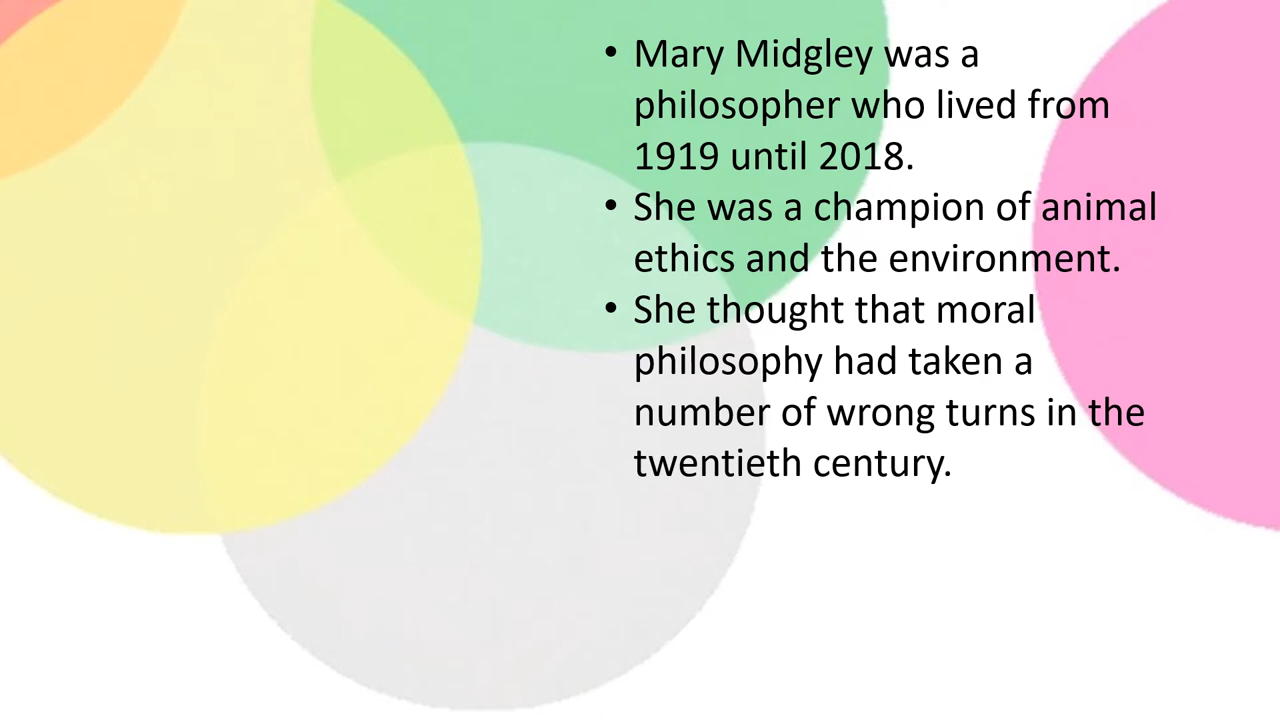 • Mary Midgley was a
philosopher who lived from
1919 until 2018.
• She was a champion of animal
ethics and the environment.
• She thought that moral
philosophy had taken a
number of wrong turns in the
twentieth century.